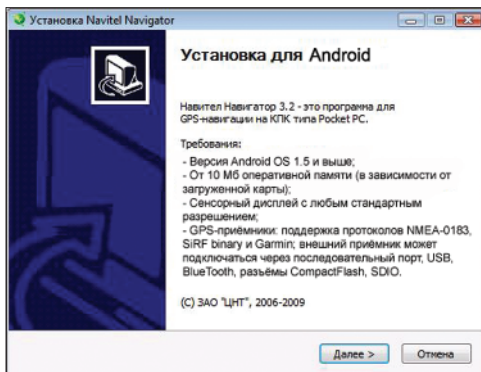 Установка Navitel Navigator
Установка для Android
Навител Навигатор 3.2 - это программа для
GPS-навигации на КПК типа Pocket PC.
Требования:
- Версия Android OS 1.5 и выше;
- От 10 Мб оперативной памяти (в зависимости от
загруженной карты);
- Сенсорный дисплей с любым стандартным
разрешением;
- GPS-приёмники: поддержка протоколов NMEA-0183,
SiRF binary и Garmin; внешний приёмник может
подключаться через последовательный порт, USB,
BlueTooth, разъёмы CompactFlash, SDIO.
(C) ЗАО "ЦНТ", 2006-2009
Далее >
Отмена